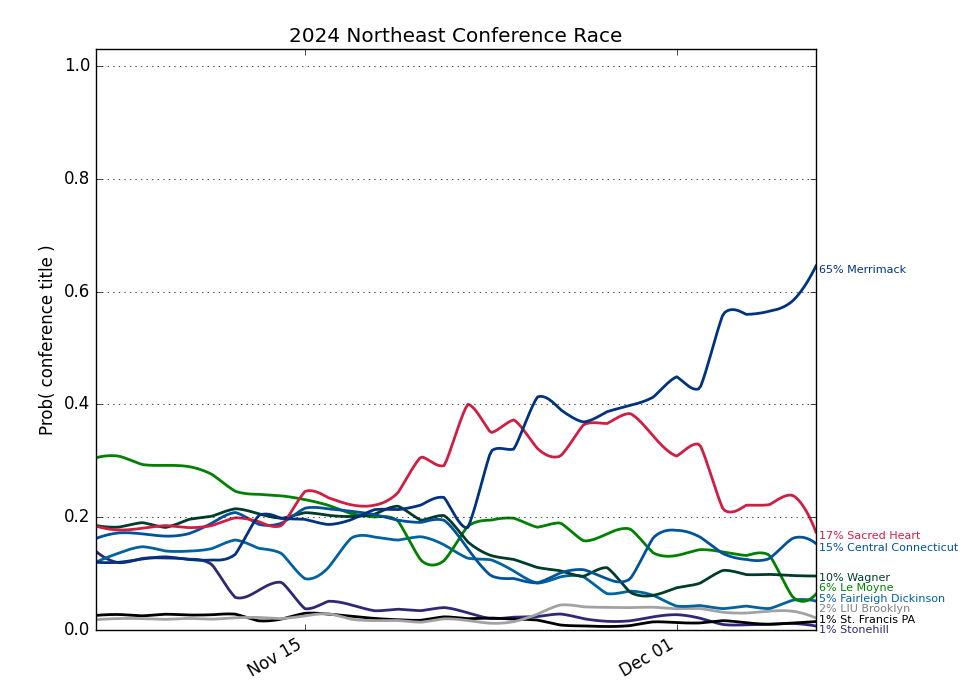 2024 Northeast Conference Race
Prob( conference title )
1.0
0.8
0.6
0.4
0.2
0.0
Nov 15
Dec 01
65% Merrimack
17% Sacred Heart
15% Central Connecticut
10% Wagner
6% Le Moyne
5% Fairleigh Dickinson
2% LIU Brooklyn
1% St. Francis PA
1% Stonehill